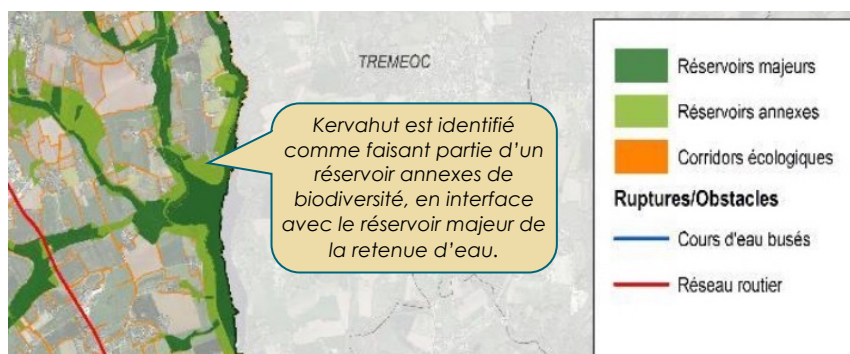 TREMEOC
Kervahut est identifié
comme faisant partie d'un
réservoir annexes de
biodiversité, en interface
avec le réservoir majeur de
la retenue d'eau.
Réservoirs majeurs
Réservoirs annexes
Corridors écologiques
Ruptures/Obstacles
Cours d'eau busés
Réseau routier